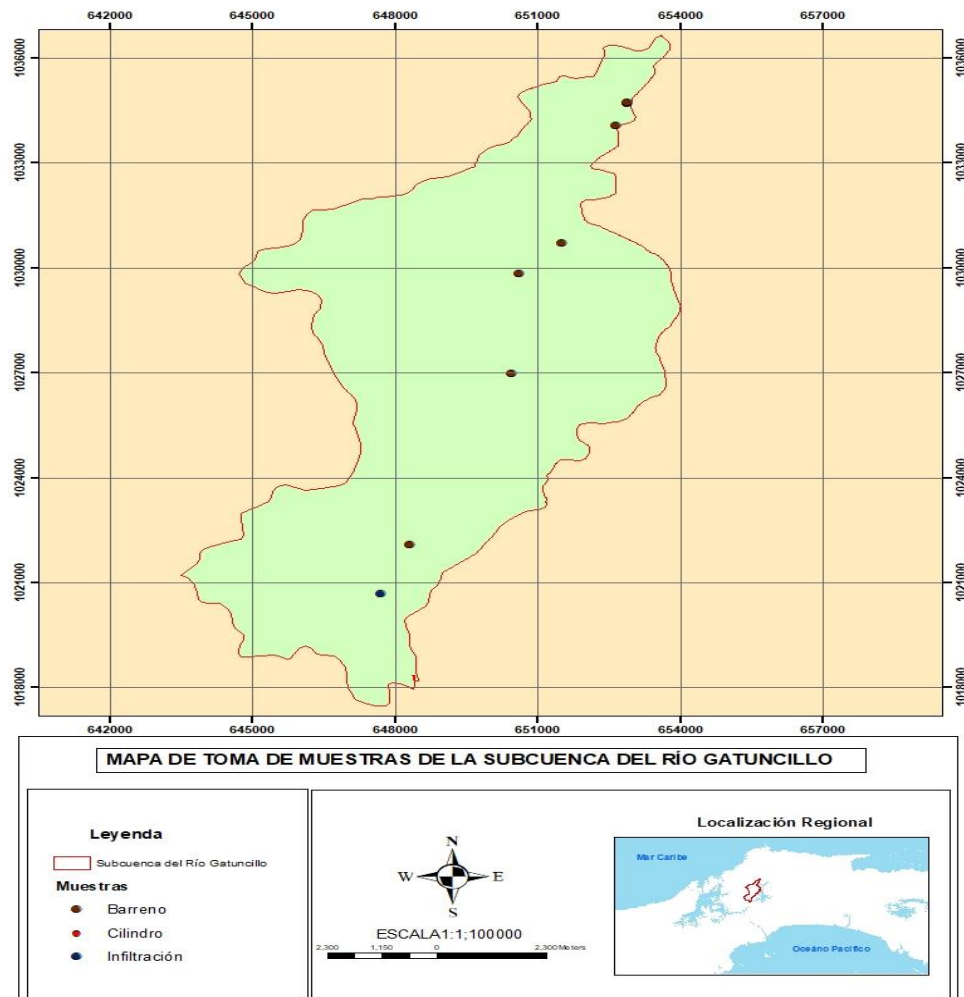 642000 645000 648000 651000 654000 657000
1036000 1036000
1033000 1033000
1030000 1030000
1027000 1027000
1024000 1024000
1021000 1021000
1018000 1018000
642000 645000 648000 651000 654000 657000
MAPA DE TOMA DE MUESTRAS DE LA SUBCUENCA DEL RÍO GATUNCILLO
Leyenda
Subcuenca del Río Gatuncillo
Muestras
Barreno
Cilindro
Infiltración
N
W E
S
ESCALA1:1;100000
2,300 1,150 0 2,300 Meters
Localización Regional
Mar Caribe
Oceáno Pacífico